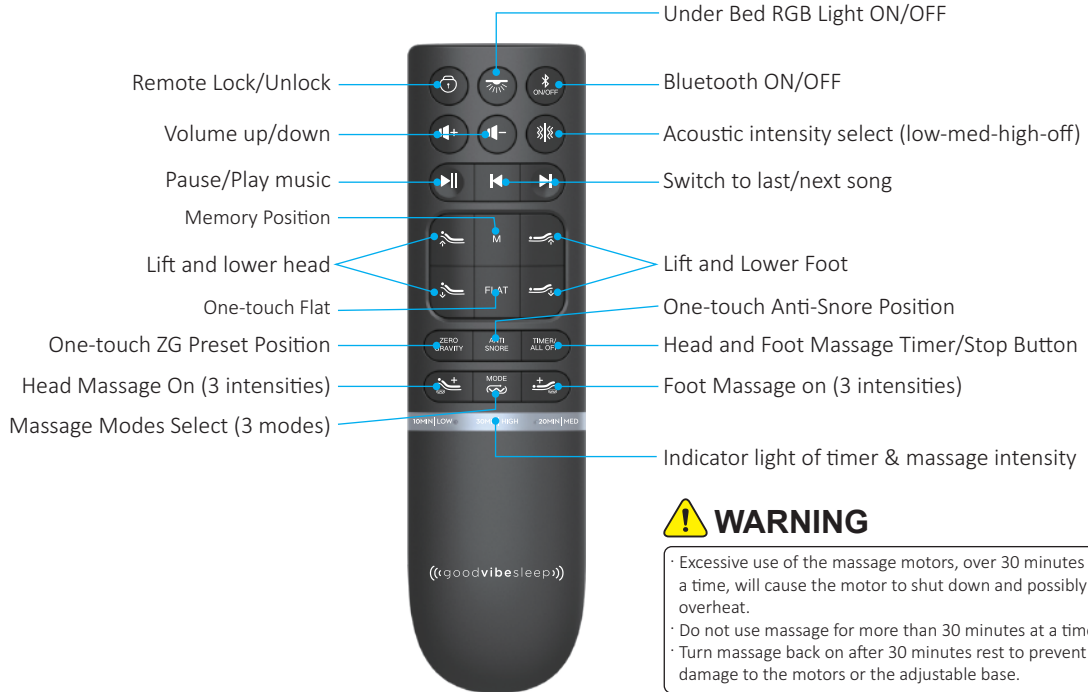 Under Bed RGB Light ON/OFF
Remote Lock/Unlock
Bluetooth ON/OFF
ON/OFF
Volume up/down
Acoustic intensity select (low-med-high-off)
Pause/Play music
Switch to last/next song
Memory Position
M
Lift and lower head
Lift and Lower Foot
One-touch Flat
FLAT
One-touch Anti-Snore Position
One-touch ZG Preset Position
ZERO GRAVITY
ANTI SNORE
TIMER/ ALL OFF
Head and Foot Massage Timer/Stop Button
Head Massage On (3 intensities)
MODE
Foot Massage on (3 intensities)
Massage Modes Select (3 modes)
10MIN|LOW HIGH 20MIN|MED
Indicator light of timer & massage intensity
WARNING
· Excessive use of the massage motors, over 30 minutes
a time, will cause the motor to shut down and possibly
overheat.
· Do not use massage for more than 30 minutes at a
· Turn massage back on after 30 minutes rest to prevent
damage to the motors or the adjustable base.
goodvibesleep